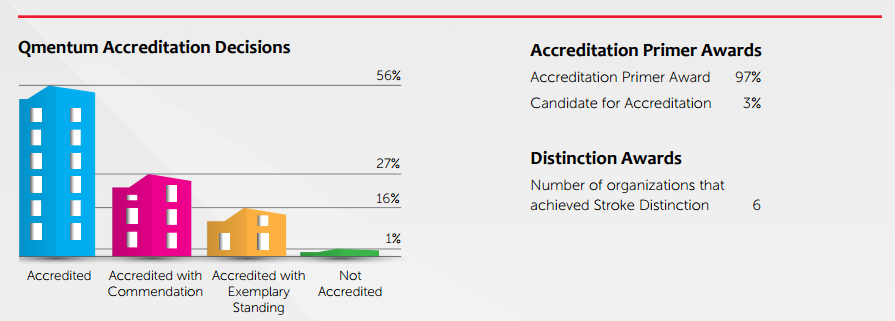 Qmentum Accreditation Decisions
56%
27%
16%
1%
Accredited
Accredited with
Commendation
Accredited with
Exemplary
Standing
Not
Accredited
Accreditation Primer Awards
Accreditation Primer Award 97%
Candidate for Accreditation 3%
Distinction Awards
Number of organizations that
achieved Stroke Distinction 6